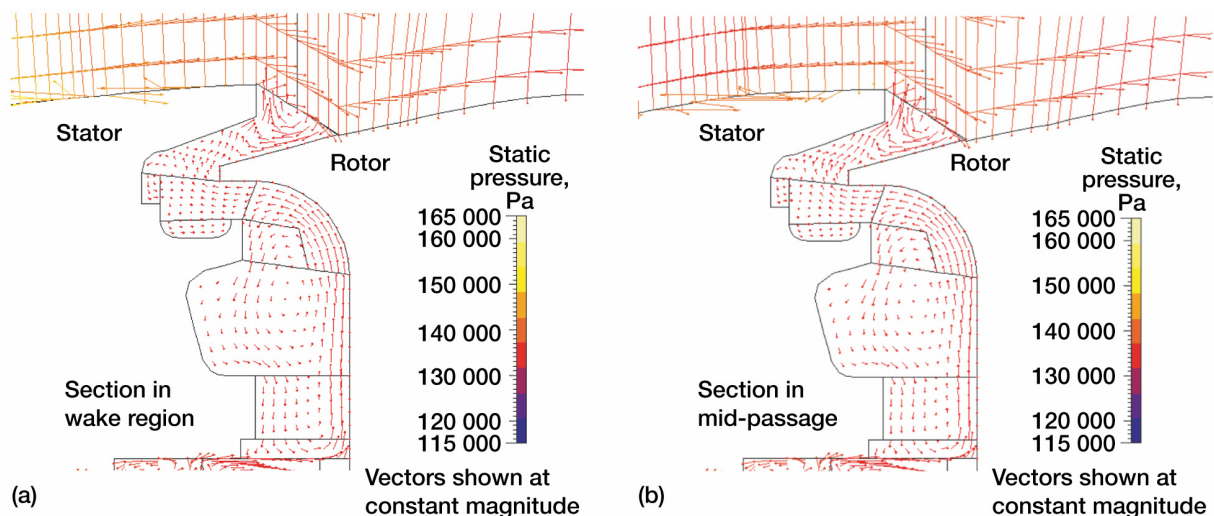 Stator
Rotor
Static
pressure,
Pa
165 000
160 000
150 000
140 000
130 000
120 000
115 000
Section in
wake region
Vectors shown at
constant magnitude
(a)
Stator
Rotor
Static
pressure,
Pa
165 000
160 000
150 000
140 000
130 000
120 000
115 000
Section in
mid-passage
Vectors shown at
constant magnitude
(b)